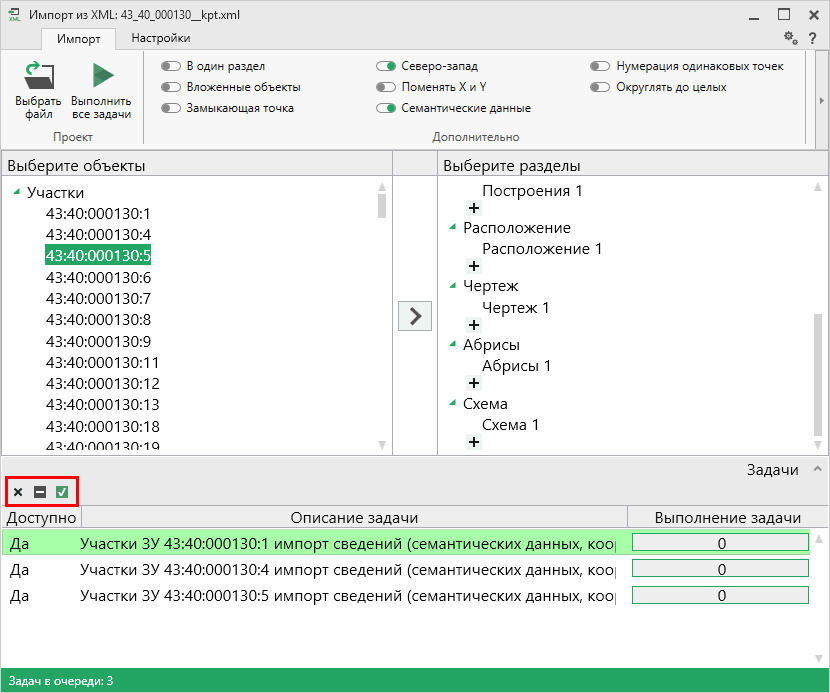 XML
Импорт из XML: 43_40_000130__kpt.xml
Импорт
Настройки
?
Выбрать файл
Выполнить все задачи
Проект
В один раздел
Вложенные объекты
Замыкающая точка
Северо-запад
Поменять X и Y
Семантические данные
Нумерация одинаковых точек
Округлять до целых
Дополнительно
Выберите объекты
Участки
43:40:000130:1
43:40:000130:4
43:40:000130:5
43:40:000130:6
43:40:000130:7
43:40:000130:8
43:40:000130:9
43:40:000130:11
43:40:000130:12
43:40:000130:13
43:40:000130:18
43:40:000130:19
Выберите разделы
Построения 1
+
Расположение
Расположение 1
+
Чертеж
Чертеж 1
+
Абрисы
Абрисы 1
+
Схема
Схема 1
+
Задачи
Доступно Описание задачи Выполнение задачи
Да Участки ЗУ 43:40:000130:1 импорт сведений (семантических данных, коор 0
Да Участки ЗУ 43:40:000130:4 импорт сведений (семантических данных, коор 0
Да Участки ЗУ 43:40:000130:5 импорт сведений (семантических данных, коор 0
Задач в очереди: 3